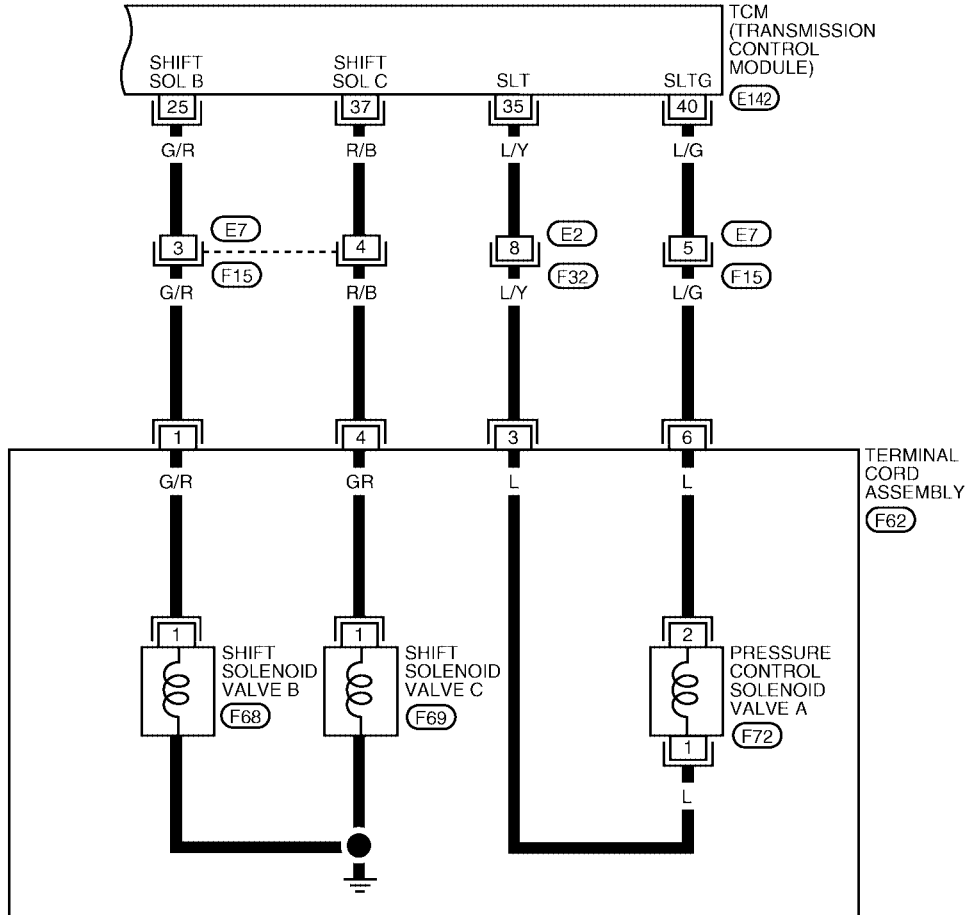 TCM
(TRANSMISSION
CONTROL
MODULE)
E142
SHIFT
SOL B
SHIFT
SOL C
SLT
SLTG
25
37
35
40
G/R
R/B
L/Y
L/G
3
E7
F15
4
8
E2
F32
5
E7
F15
G/R
R/B
L/Y
L/G
1
4
3
6
TERMINAL
CORD
ASSEMBLY
F62
G/R
GR
L
L
1
SHIFT
SOLENOID
VALVE B
F68
1
SHIFT
SOLENOID
VALVE C
F69
2
PRESSURE
CONTROL
SOLENOID
VALVE A
F72
1
L